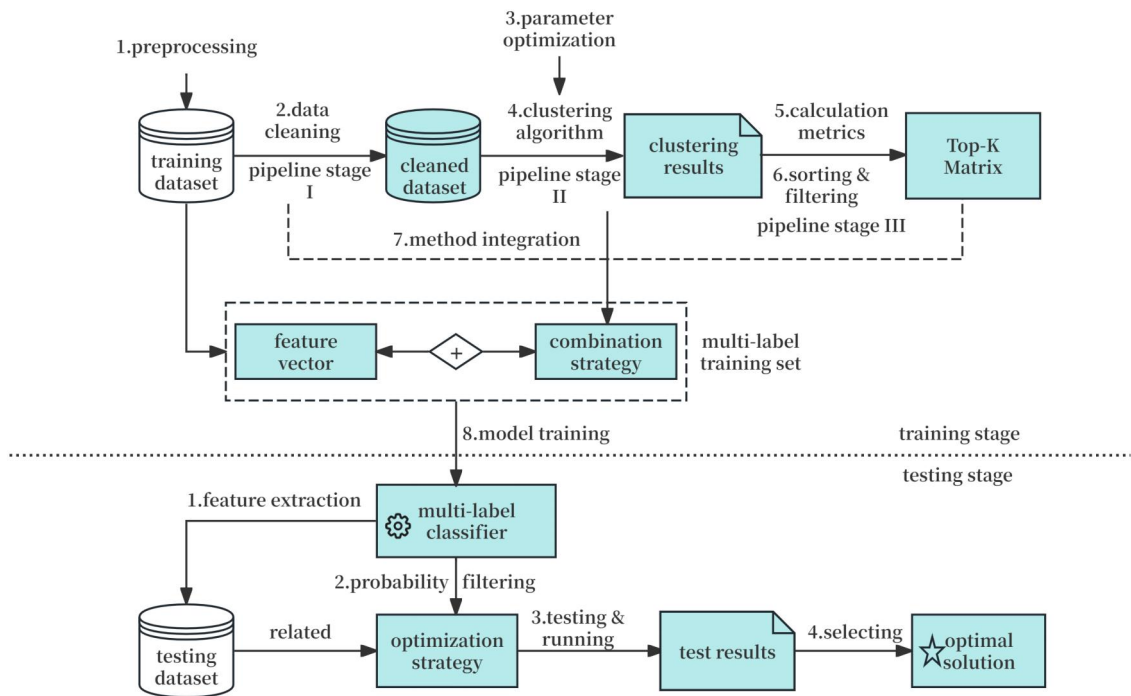 3.parameter
optimization
1.preprocessing
2.data
cleaning
4.clustering
algorithm
5.calculation
metrics
training
dataset
cleaned
dataset
clustering
results
Top-K
Matrix
pipeline stage
I
pipeline stage
II
6.sorting &
filtering
pipeline stage III
7.method integration
feature
vector
+
combination
strategy
multi-label
training set
8.model training
training stage
testing stage
1.feature extraction
multi-label
classifier
2.probability filtering
testing
dataset
related
optimization
strategy
3.testing &
running
test results
4.selecting
optimal
solution